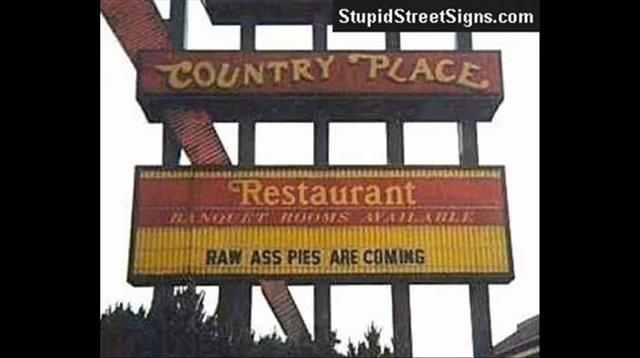 StupidStreetSigns.com
COUNTRY PLACE
Restaurant
BANQUET ROOMS AVAILABLE
RAW ASS PIES ARE COMING